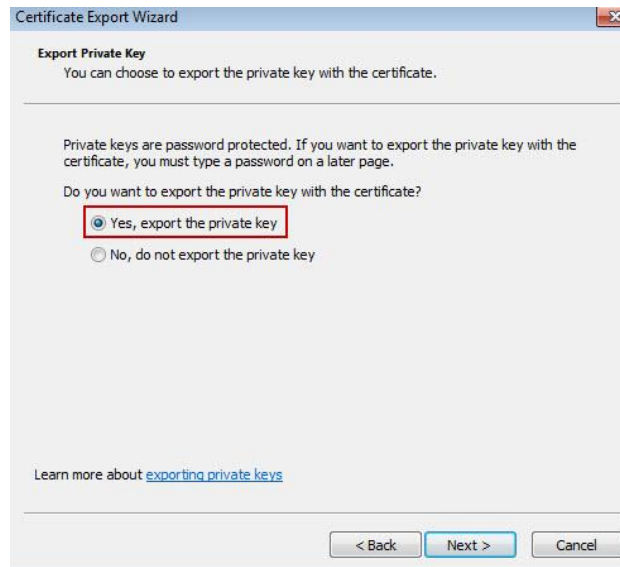 Certificate Export Wizard
Export Private Key
You can choose to export the private key with the certificate.
Private keys are password protected. If you want to export the private key with the
certificate, you must type a password on a later page.
Do you want to export the private key with the certificate?
Yes, export the private key
No, do not export the private key
Learn more about exporting private keys
< Back Next > Cancel